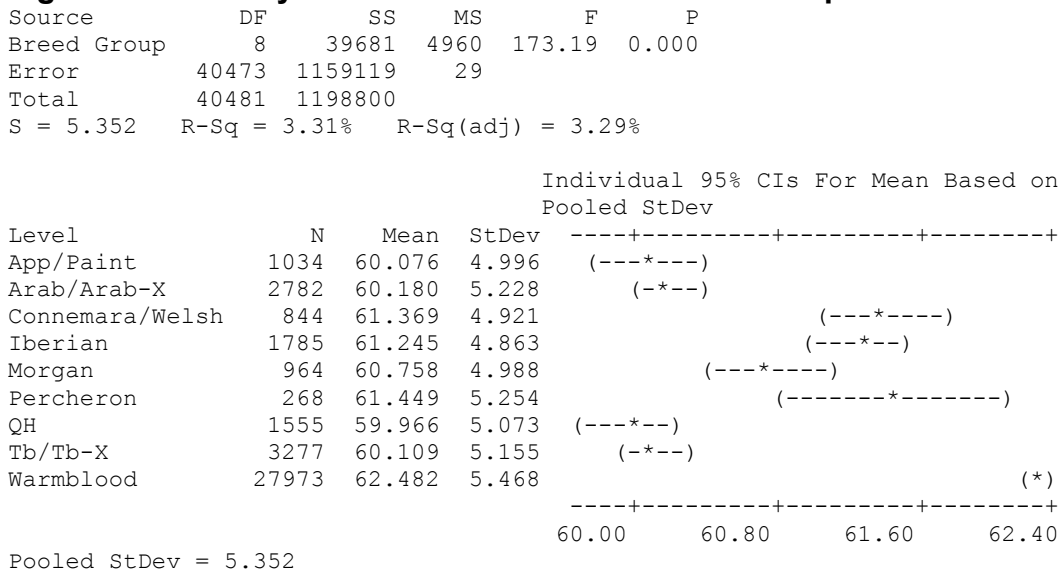 Source DF SS MS F P
Breed Group 8 39681 4960 173.19 0.000
Error 40473 1159119 29
Total 40481 1198800
S = 5.352 R-Sq = 3.31% R-Sq(adj) = 3.29%
Individual 95% CIs For Mean Based on
Pooled StDev
Level N Mean StDev ----+---------+---------+--------+
App/Paint 1034 60.076 4.996 (---*---)
Arab/Arab-X 2782 60.180 5.228 (-*--)
Connemara/Welsh 844 61.369 4.921 (---*----)
Iberian 1785 61.245 4.863 (---*--)
Morgan 964 60.758 4.988 (---*----)
Percheron 268 61.449 5.254 (-------*-------)
QH 1555 59.966 5.073 (---*--)
Tb/Tb-X 3277 60.109 5.155 (-*--)
Warmblood 27973 62.482 5.468 (*)
----+---------+---------+--------+
60.00 60.80 61.60 62.40
Pooled StDev = 5.352